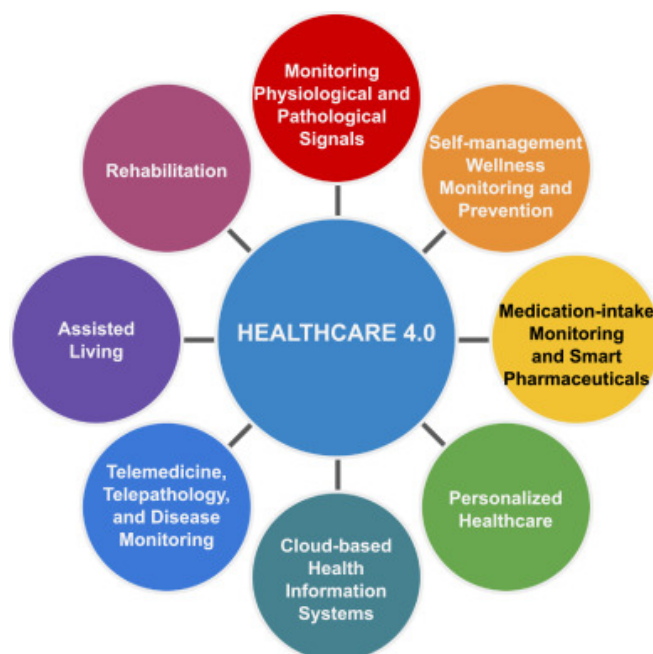 Monitoring
Physiological and
Pathological
Signals
Self-management
Wellness
Monitoring and
Prevention
Medication-intake
Monitoring
and Smart
Pharmaceuticals
Personalized
Healthcare
Cloud-based
Health
Information
Systems
Telemedicine,
Telepathology,
and Disease
Monitoring
Assisted
Living
Rehabilitation
HEALTHCARE 4.0